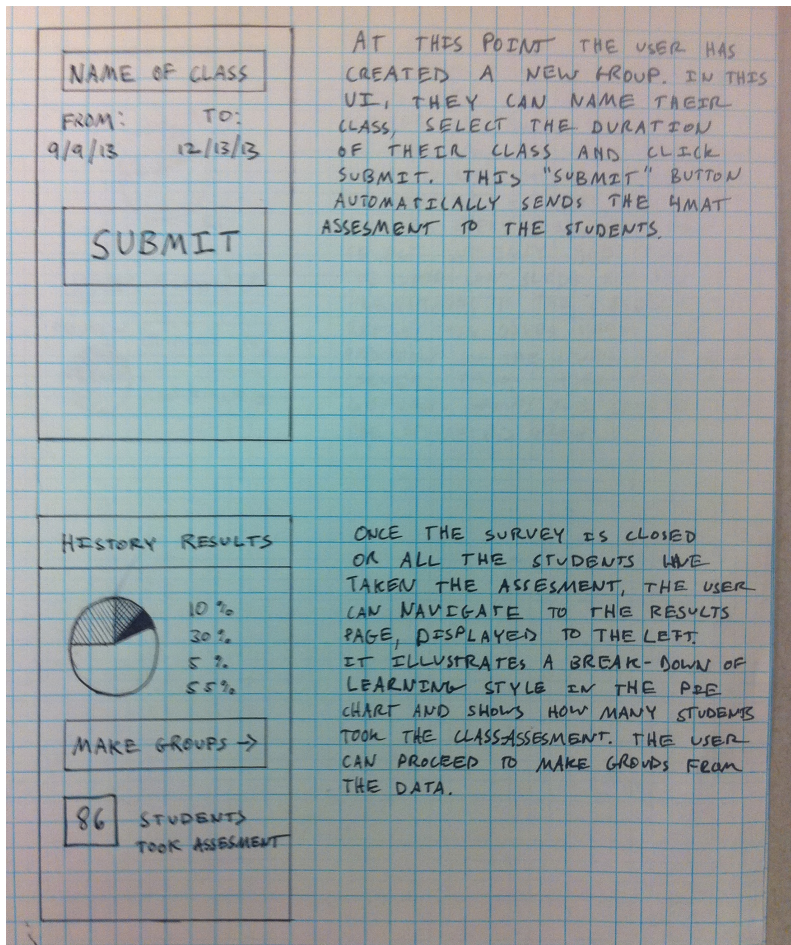 NAME OF CLASS
FROM: TO:
9/9/13 12/13/13
SUBMIT
AT THIS POINT THE USER HAS
CREATED A NEW GROUP. IN THIS
UI, THEY CAN NAME THEIR
CLASS, SELECT THE DURATION
OF THEIR CLASS AND CLICK
SUBMIT. THIS "SUBMIT" BUTTON
AUTOMATICALLY SENDS THE 4MAT
ASSESMENT TO THE STUDENTS.
HISTORY RESULTS
10%
30%
5%
55%
MAKE GROUPS →
86 STUDENTS
TOOK ASSESMENT
ONCE THE SURVEY IS CLOSED
OR ALL THE STUDENTS HAVE
TAKEN THE ASSESMENT, THE USER
CAN NAVIGATE TO THE RESULTS
PAGE, DISPLAYED TO THE LEFT.
IT ILLUSTRATES A BREAK-DOWN OF
LEARNING STYLE IN THE PIE
CHART AND SHOWS HOW MANY STUDENTS
TOOK THE CLASS ASSESMENT. THE USER
CAN PROCEED TO MAKE GROUPS FROM
THE DATA.